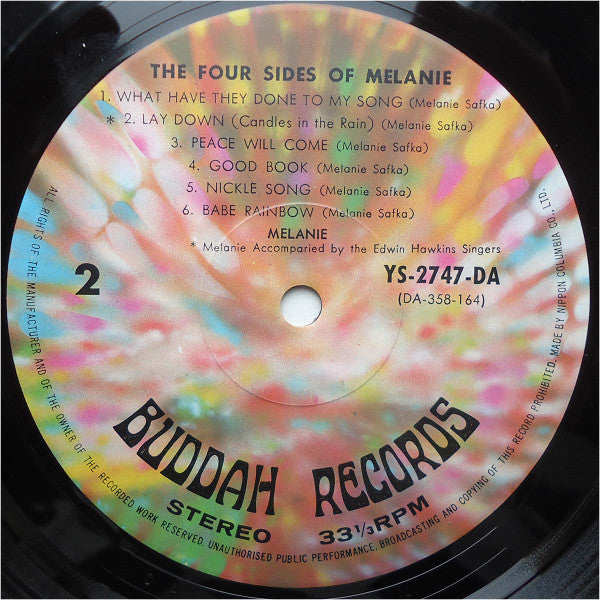 THE FOUR SIDES OF MELANIE
1. WHAT HAVE THEY DONE TO MY SONG (Melanie Safka)
* 2. LAY DOWN (Candles in the Rain) (Melanie Safka)
3. PEACE WILL COME (Melanie Safka)
4. GOOD BOOK (Melanie Safka)
5. NICKLE SONG (Melanie Safka)
6. BABE RAINBOW (Melanie Safka)
MELANIE
* Melanie Accomparied by the Edwin Hawkins Singers
2
YS-2747-DA
(DA-358-164)
BUDDAH RECORDS
STEREO
33⅓RPM
ALL RIGHTS OF THE MANUFACTURER AND OF THE OWNER OF THE RECORDED WORK RESERVED. UNAUTHORISED PUBLIC PERFORMANCE, BROADCASTING AND COPYING OF THIS RECORD PROHIBITED. MADE BY NIPPON COLUMBIA CO., LTD.